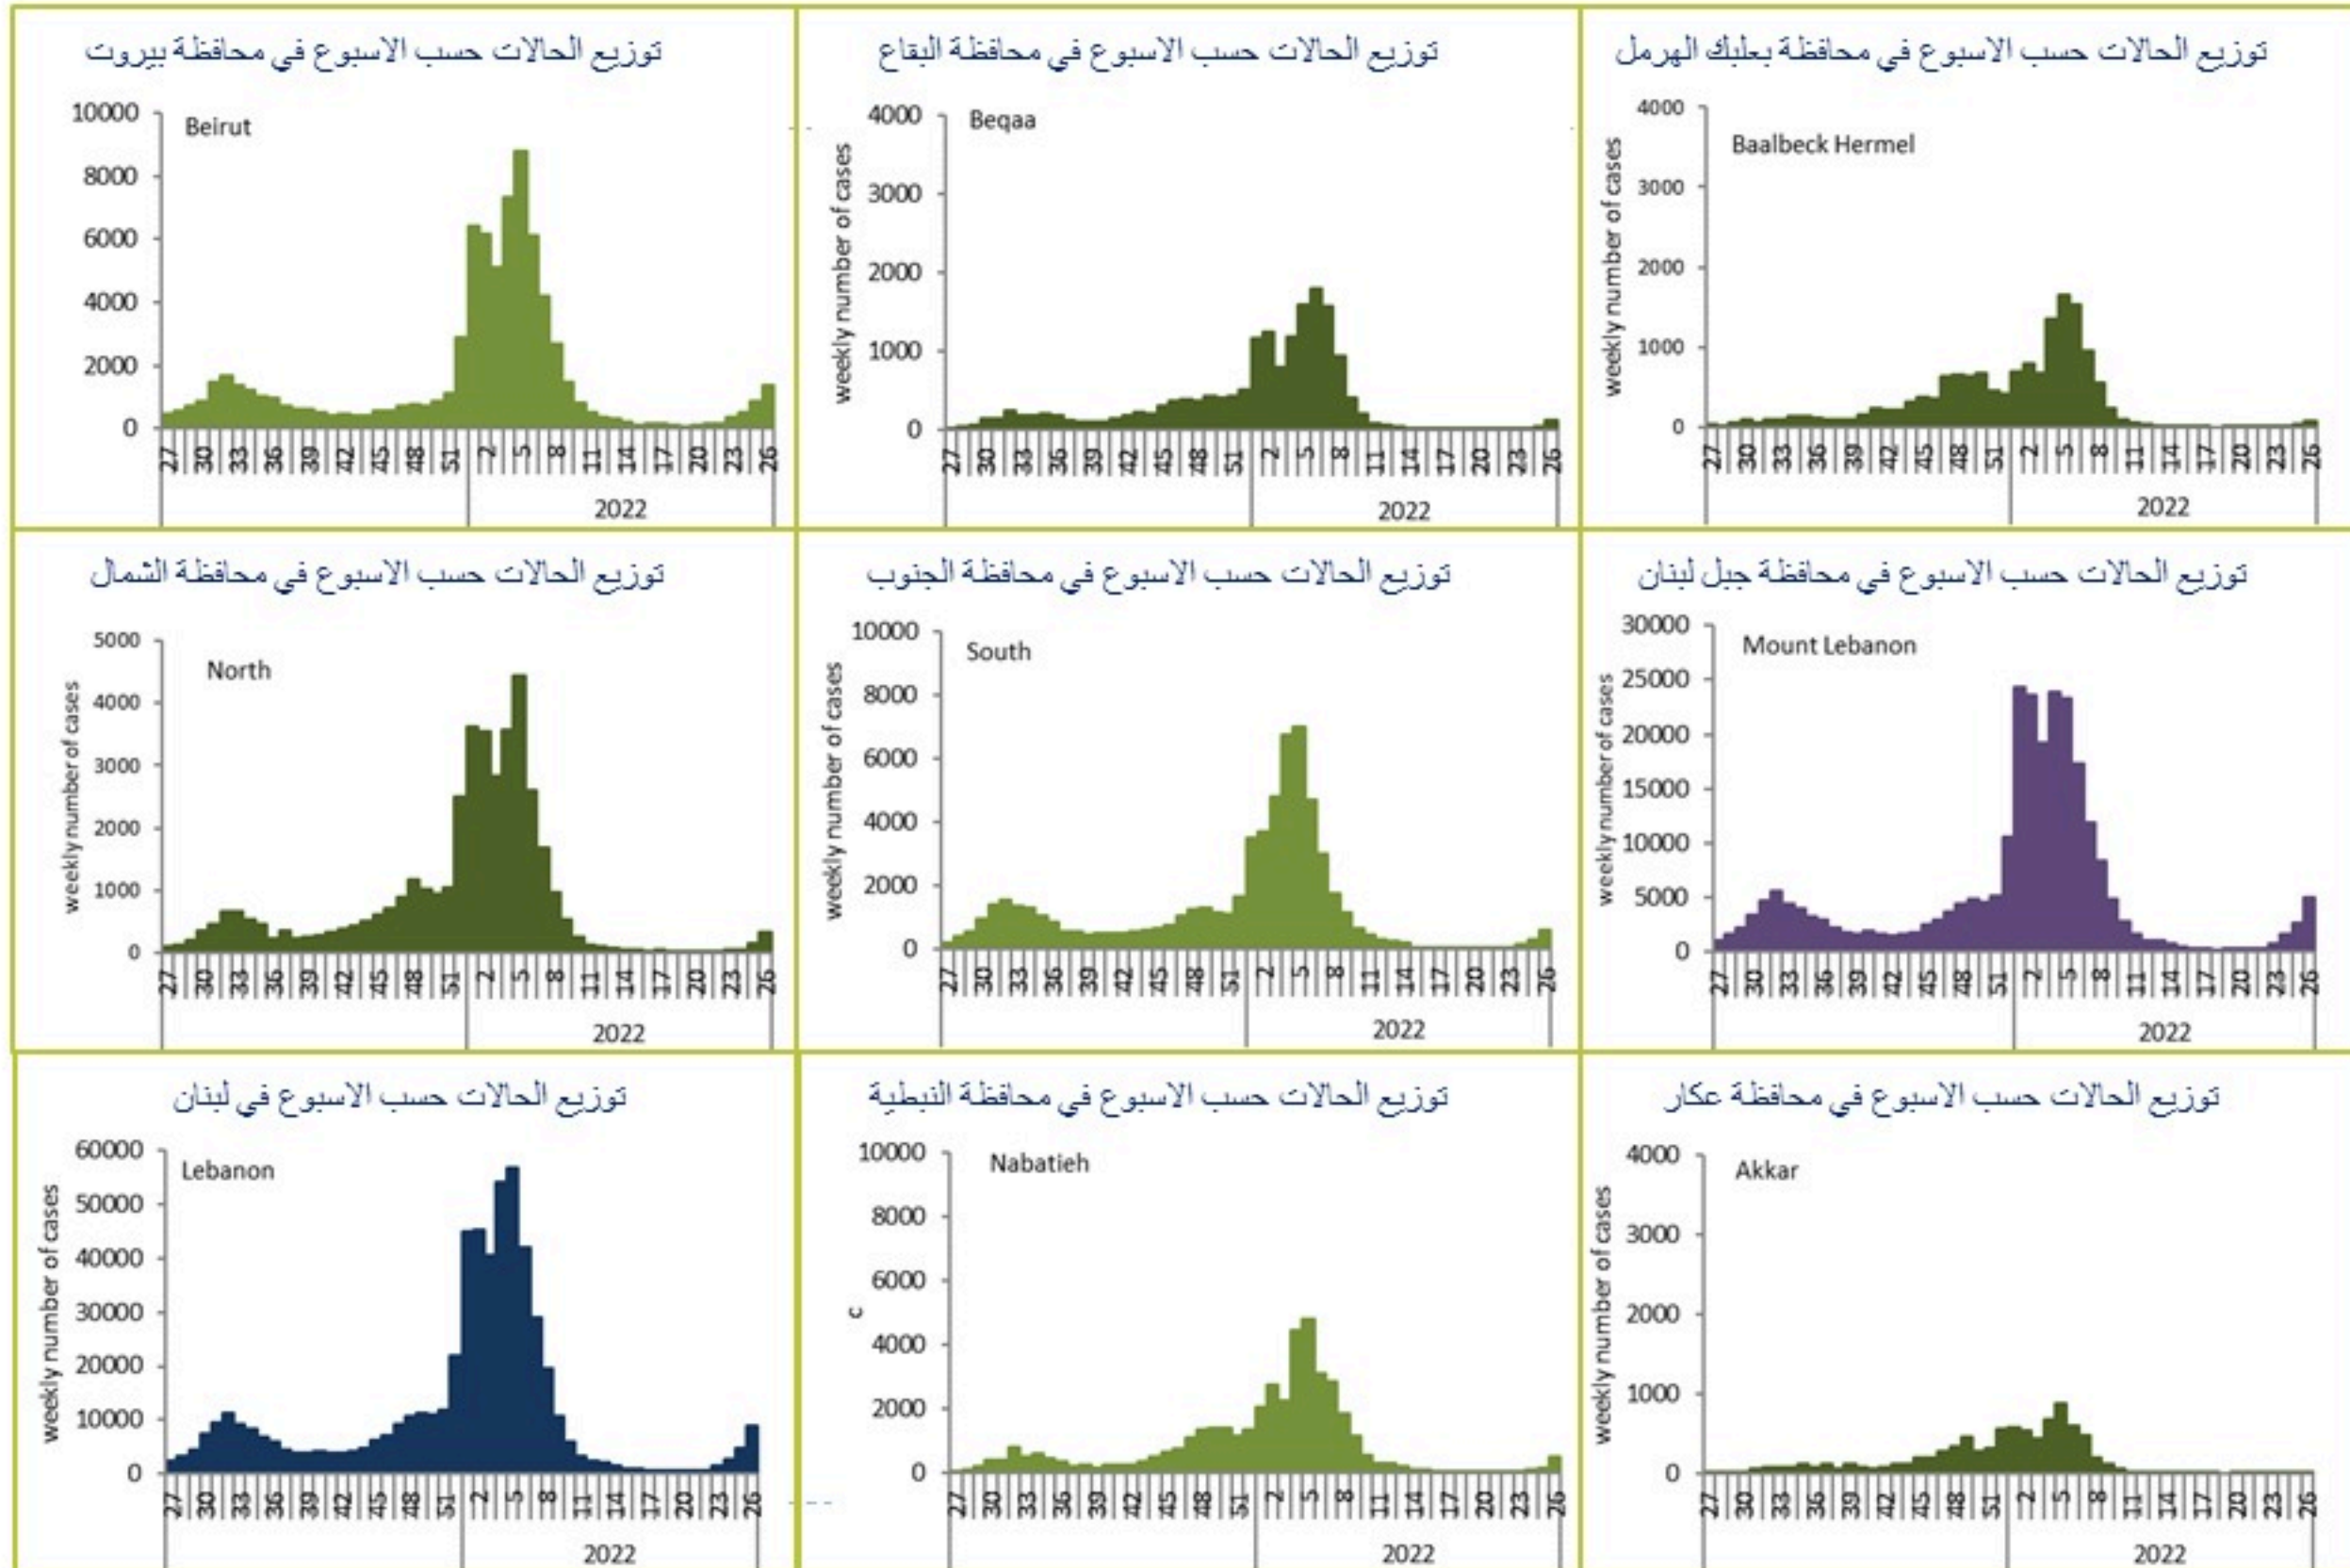 توزيع الحالات حسب الاسبوع في محافظة بيروت
Beirut
10000
8000
6000
4000
2000
0
27 30 33 36 39 42 45 48 51 2 5 8 11 14 17 20 23 26
2022
توزيع الحالات حسب الاسبوع في محافظة البقاع
Beqaa
weekly number of cases
4000
3000
2000
1000
0
27 30 33 36 39 42 45 48 51 2 5 8 11 14 17 20 23 26
2022
توزيع الحالات حسب الاسبوع في محافظة بعلبك الهرمل
Baalbeck Hermel
weekly number of cases
4000
3000
2000
1000
0
27 30 33 36 39 42 45 48 51 2 5 8 11 14 17 20 23 26
2022
توزيع الحالات حسب الاسبوع في محافظة الشمال
North
weekly number of cases
5000
4000
3000
2000
1000
0
27 30 33 36 39 42 45 48 51 2 5 8 11 14 17 20 23 26
2022
توزيع الحالات حسب الاسبوع في محافظة الجنوب
South
weekly number of cases
10000
8000
6000
4000
2000
0
27 30 33 36 39 42 45 48 51 2 5 8 11 14 17 20 23 26
2022
توزيع الحالات حسب الاسبوع في محافظة جبل لبنان
Mount Lebanon
weekly number of cases
30000
25000
20000
15000
10000
5000
0
27 30 33 36 39 42 45 48 51 2 5 8 11 14 17 20 23 26
2022
توزيع الحالات حسب الاسبوع في لبنان
Lebanon
weekly number of cases
60000
50000
40000
30000
20000
10000
0
27 30 33 36 39 42 45 48 51 2 5 8 11 14 17 20 23 26
2022
توزيع الحالات حسب الاسبوع في محافظة النبطية
Nabatieh
c
10000
8000
6000
4000
2000
0
27 30 33 36 39 42 45 48 51 2 5 8 11 14 17 20 23 26
2022
توزيع الحالات حسب الاسبوع في محافظة عكار
Akkar
weekly number of cases
4000
3000
2000
1000
0
27 30 33 36 39 42 45 48 51 2 5 8 11 14 17 20 23 26
2022